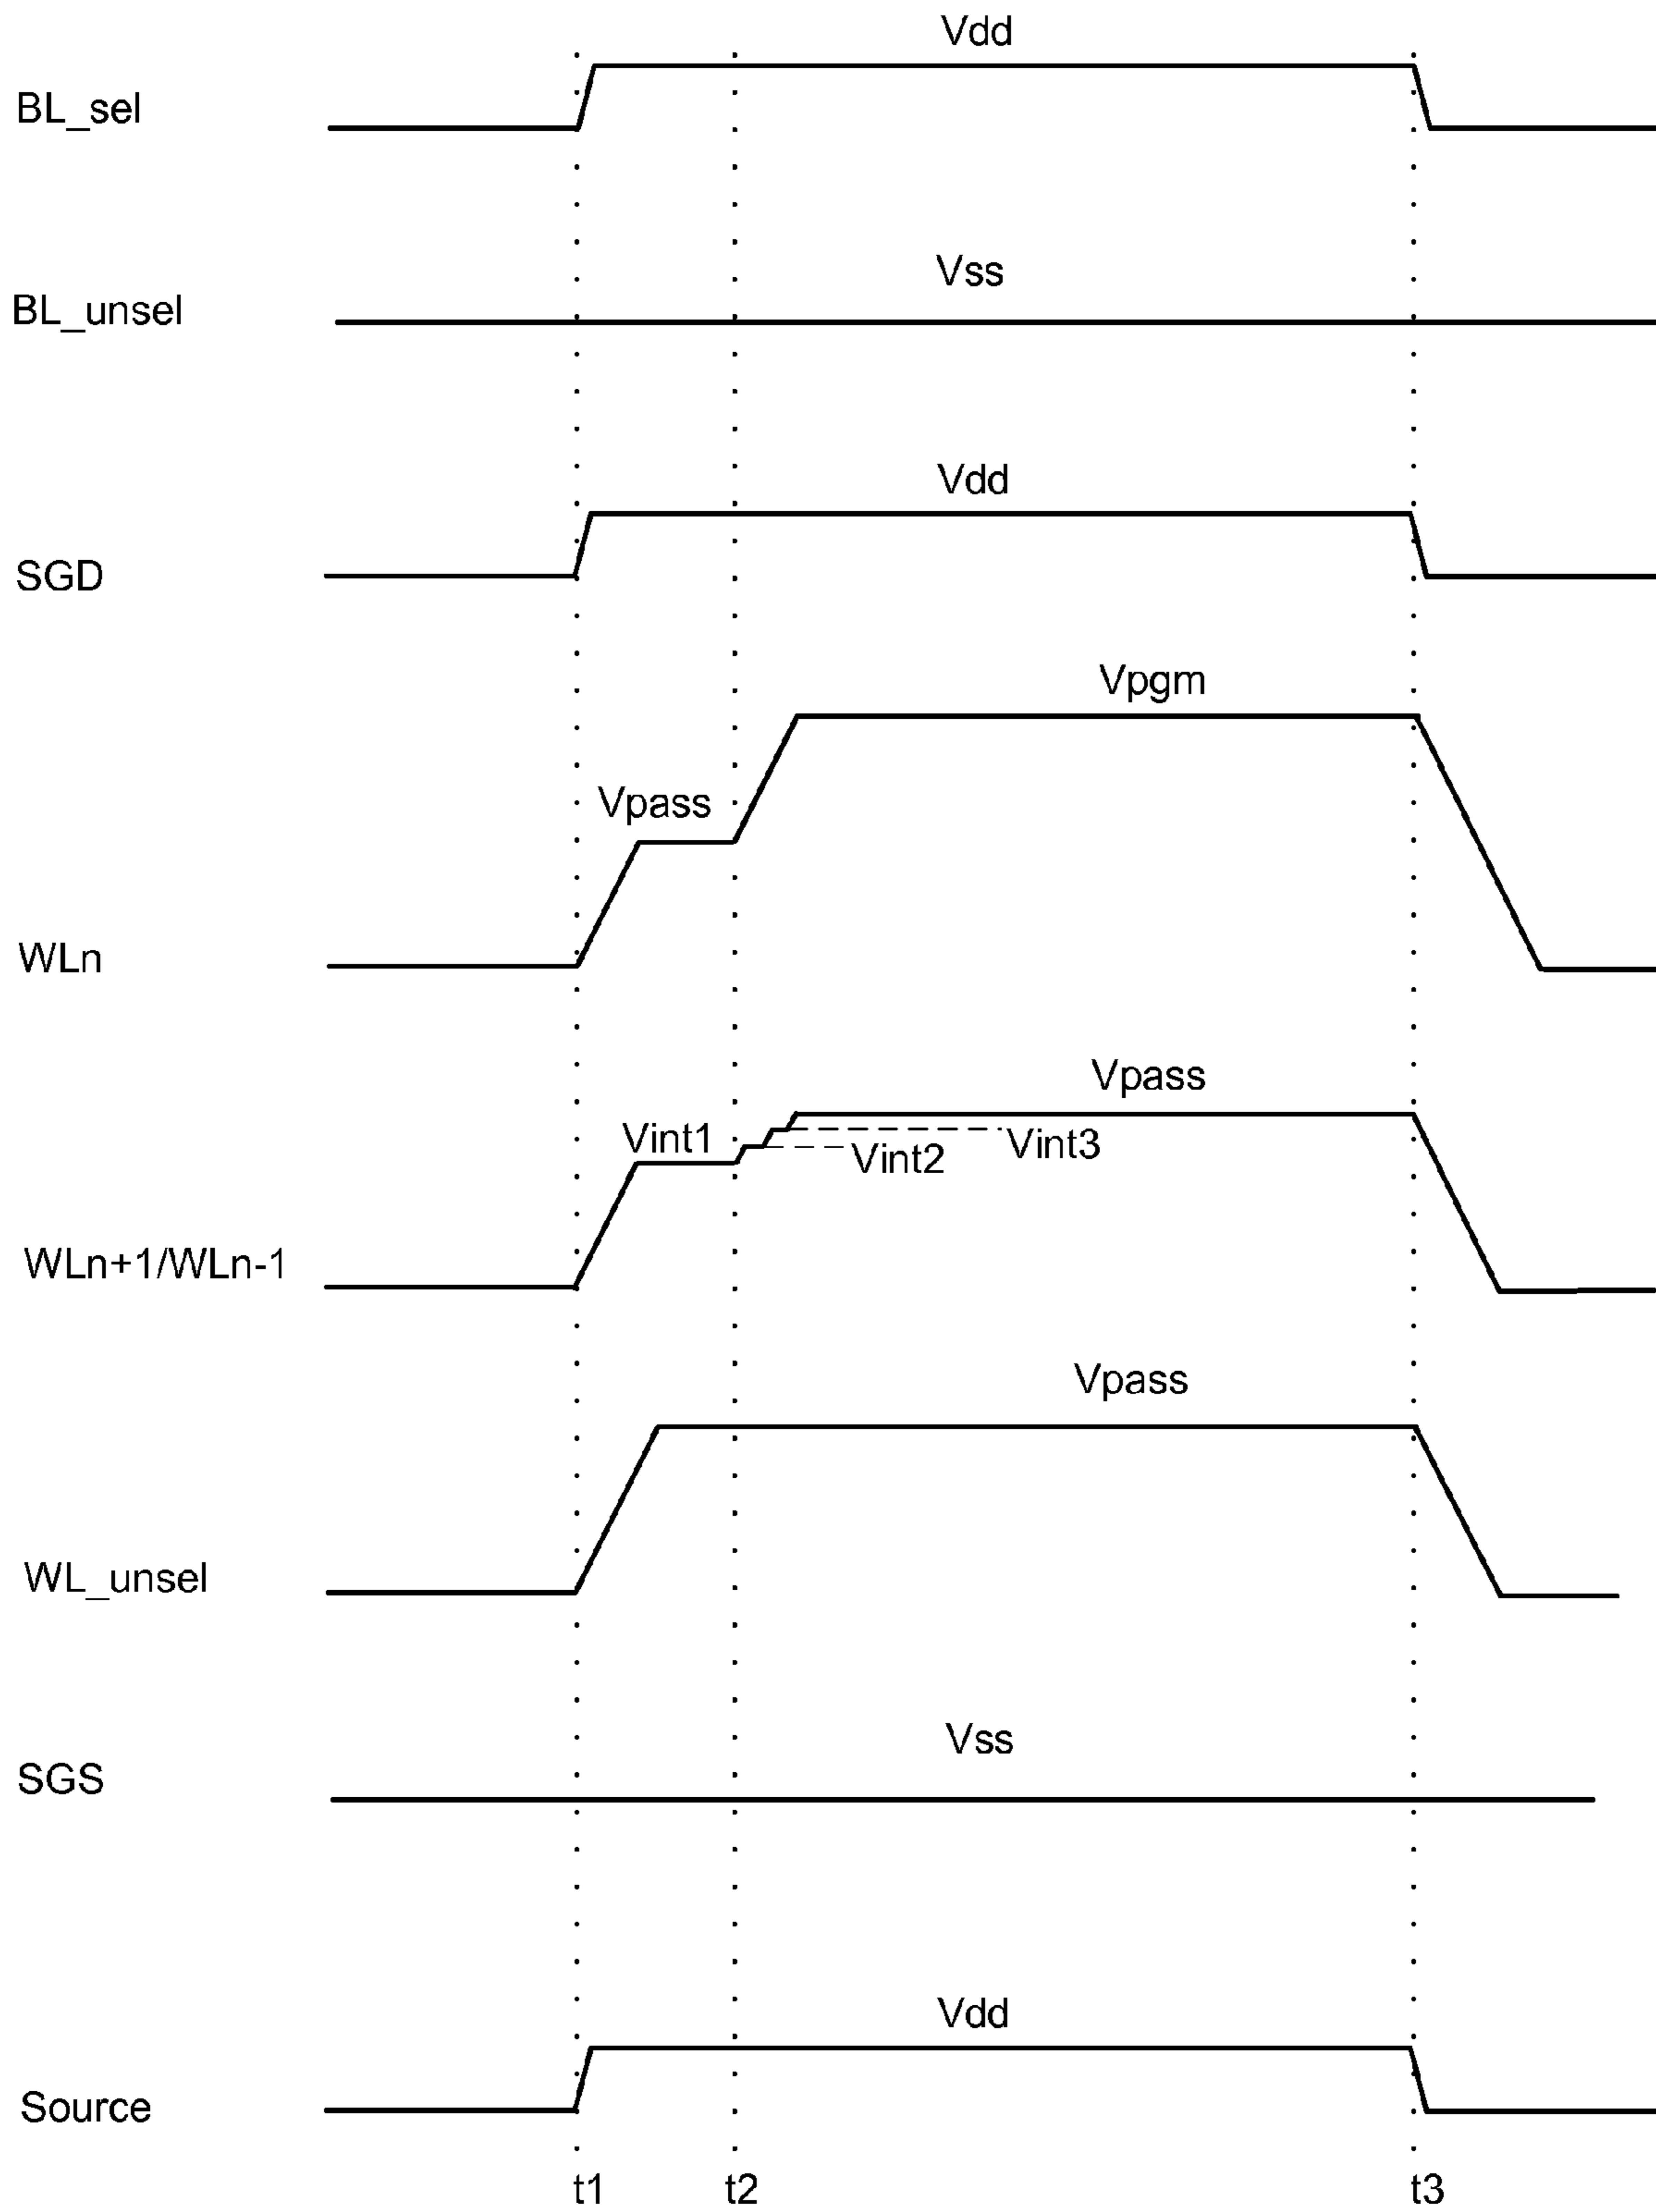 Vdd
BL_sel
Vss
BL_unsel
Vdd
SGD
Vpgm
Vpass
WLn
Vpass
Vint1
Vint2
Vint3
WLn+1/WLn-1
Vpass
WL_unsel
Vss
SGS
Vdd
Source
t1 t2 t3